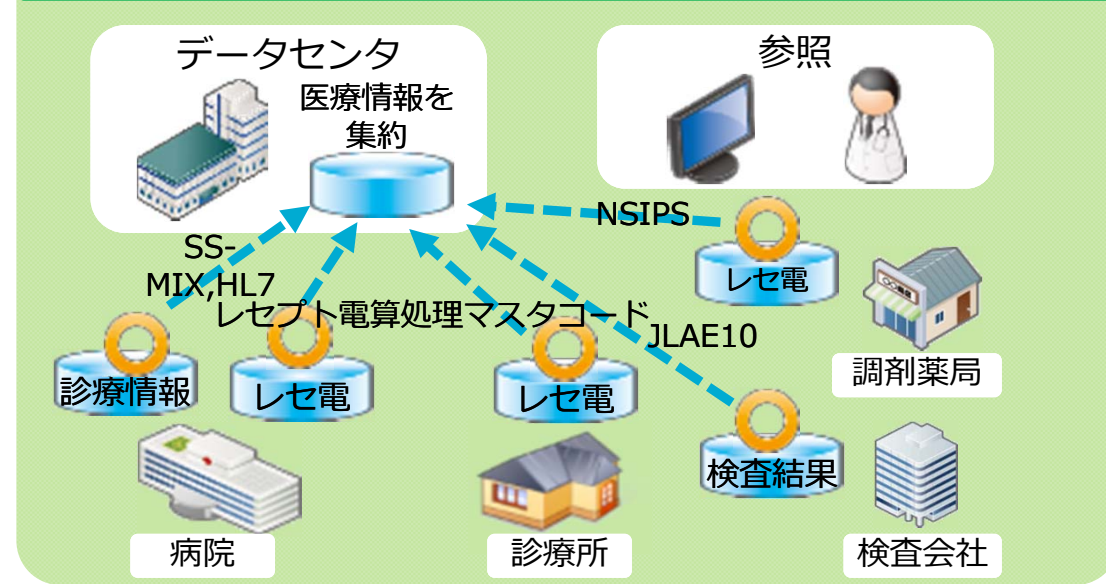 データセンタ
医療情報を
集約
参照
NSIPS
SS-
MIX,HL7
レセプト電算処理マスタコード
JLAE10
レセ電
診療情報
レセ電
レセ電
調剤薬局
検査結果
病院
診療所
検査会社